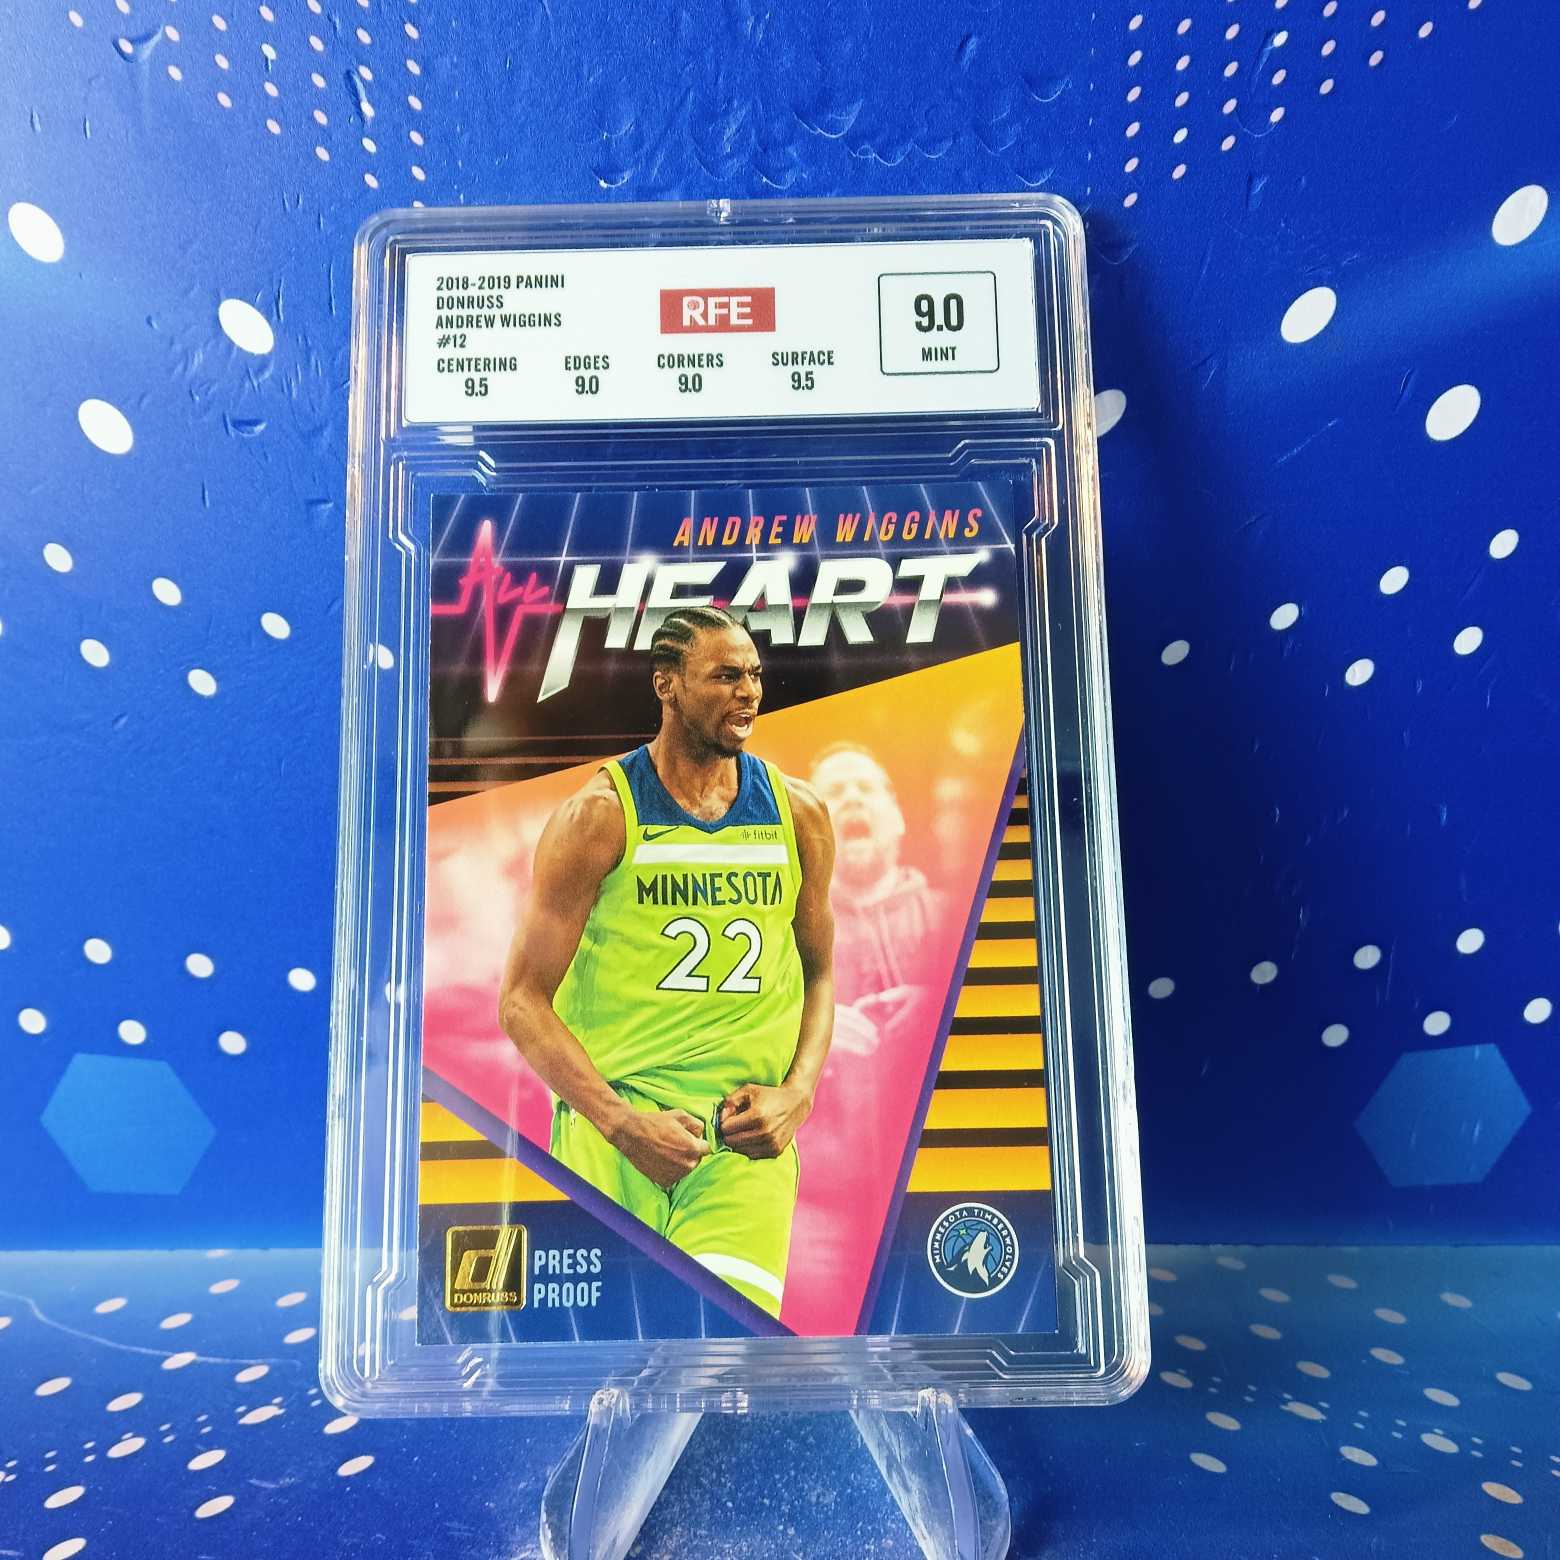 2018-2019 PANINI
DONRUSS
ANDREW WIGGINS
#12
RFE
9.0
MINT
CENTERING EDGES CORNERS SURFACE
9.5 9.0 9.0 9.5
ANDREW WIGGINS
ALL HEART
fitbit
MINNESOTA
22
DONRUSS
PRESS
PROOF
MINNESOTA TIMBERWOLVES